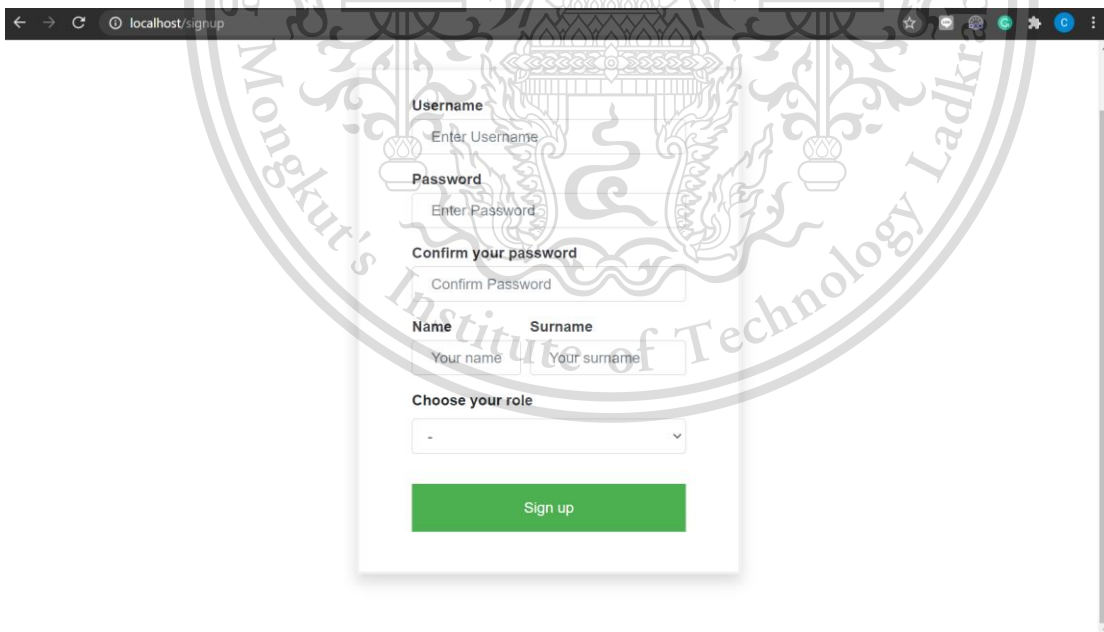 localhost/signup
C
Username
Enter Username
Password
Enter Password
Confirm your password
Confirm Password
Name Surname
Your name Your surname
Choose your role
-
Sign up
Mongkut's Institute of Technology